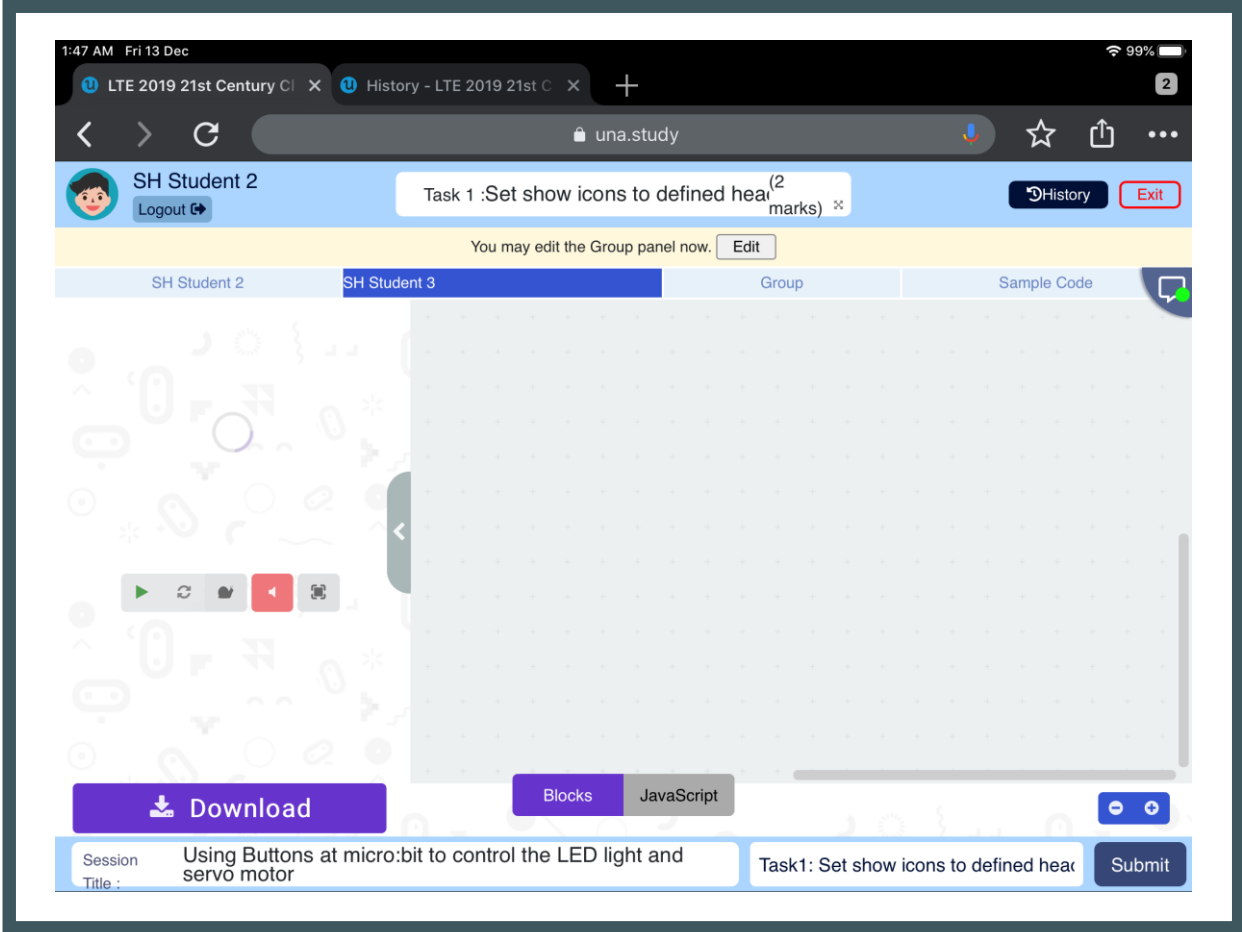 1:47 AM Fri 13 Dec
99%
LTE 2019 21st Century Cl
History - LTE 2019 21st C
2
una.study
SH Student 2
Logout
Task 1 :Set show icons to defined hea
(2
marks)
History
Exit
You may edit the Group panel now. Edit
SH Student 2
SH Student 3
Group
Sample Code
Download
Blocks
JavaScript
Session
Title :
Using Buttons at micro:bit to control the LED light and
servo motor
Task1: Set show icons to defined head
Submit